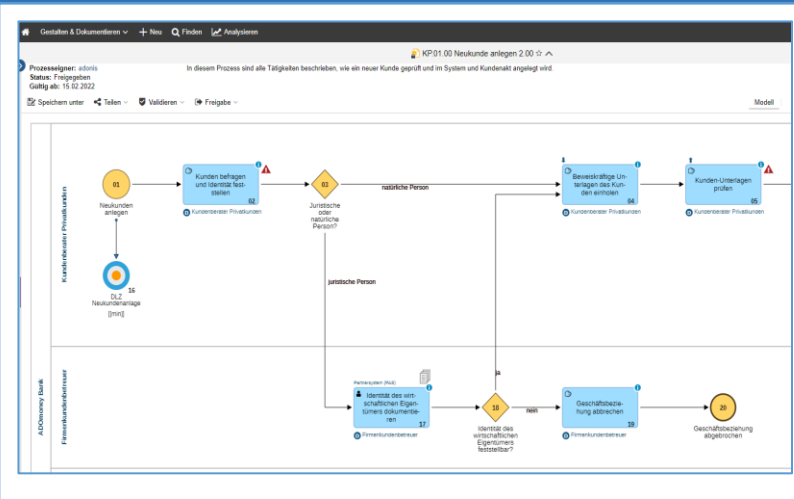 Gestalten & Dokumentieren
Neu
Finden
Analysieren
KP.01.00 Neukunde anlegen 2.00
Prozesseigner: adonis
In diesem Prozess sind alle Tätigkeiten beschrieben, wie ein neuer Kunde geprüft und im System und Kundenakt angelegt wird.
Status: Freigegeben
Gültig ab: 15.02.2022
Speichern unter
Teilen
Validieren
Freigabe
Modell
ADOmoney Bank
Kundenberater Privatkunden
01
Neukunden
anlegen
Kunden befragen
und Identität fest-
stellen
02
Kundenberater Privatkunden
03
Juristische
oder
natürliche
Person?
natürliche Person
Beweiskräftige Un-
terlagen des Kun-
den einholen
04
Kundenberater Privatkunden
Kunden-Unterlagen
prüfen
05
Kundenberater Privatkunden
16
DLZ
Neukundenanlage
[[min]]
juristische Person
Firmenkundenbetreuer
Partnersystem (PaS)
Identität des wirt-
schaftlichen Eigen-
tümers dokumentie-
ren
17
Firmenkundenbetreuer
ja
18
Identität des
wirtschaftlichen
Eigentümers
feststellbar?
nein
Geschäftsbezie-
hung abbrechen
19
Firmenkundenbetreuer
20
Geschäftsbeziehung
abgebrochen